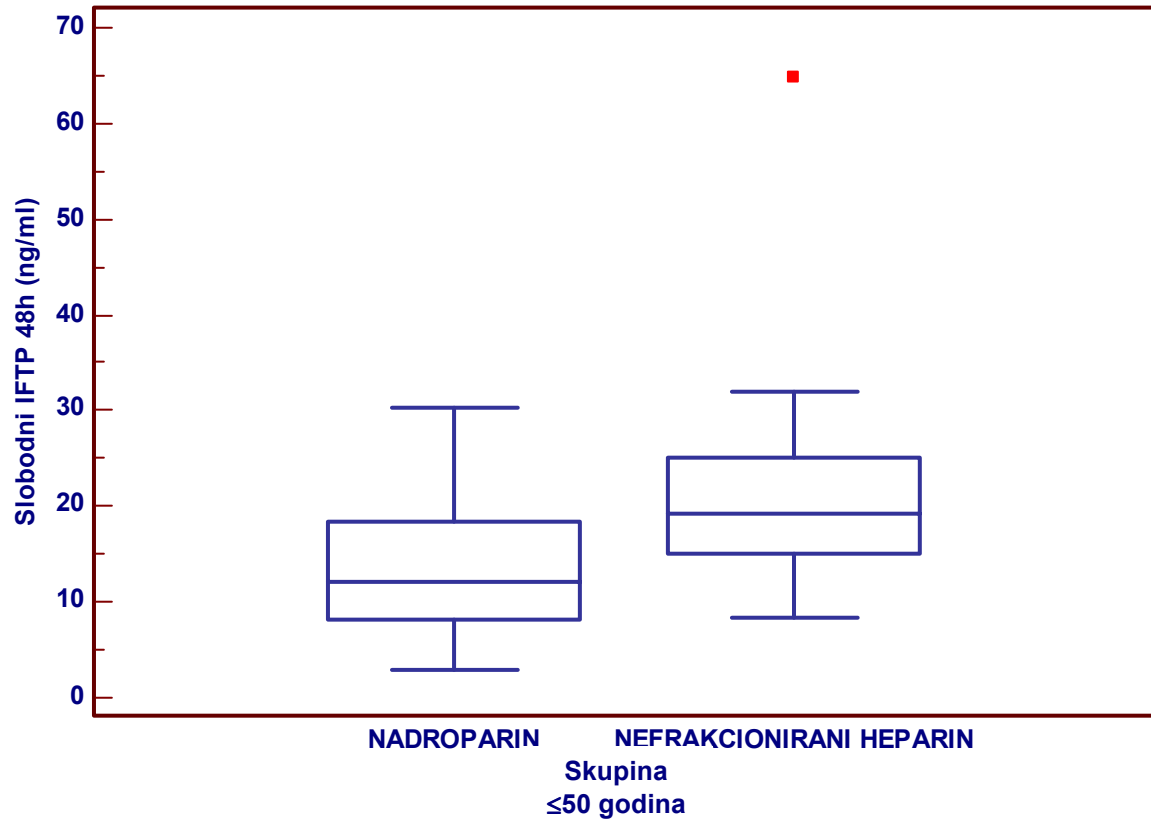 70
60
50
40
30
20
10
0
Slobodni IFTP 48h (ng/ml)
NADROPARIN NEFRAKCIONIRANI HEPARIN
Skupina
≤50 godina